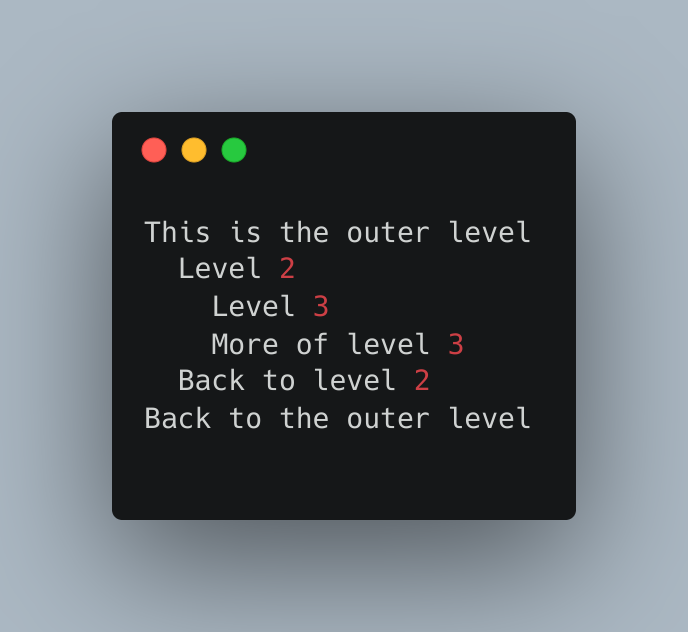 This is the outer level
  Level 2
    Level 3
    More of level 3
  Back to level 2
Back to the outer level